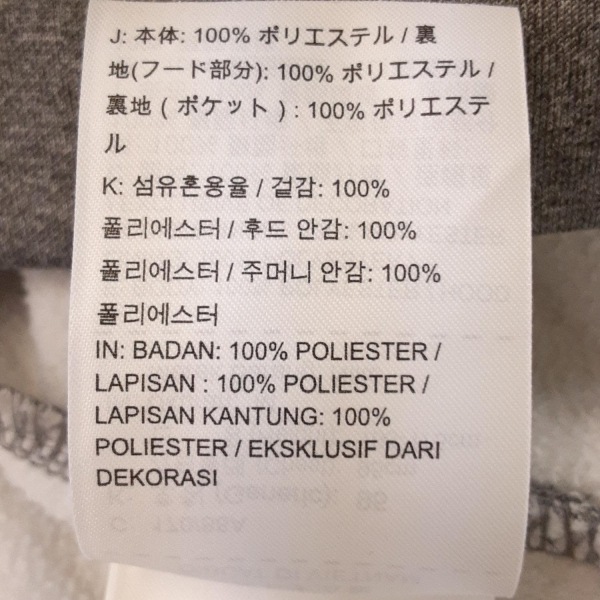 J: 本体: 100% ポリエステル / 裏
地(フード部分): 100% ポリエステル /
裏地 ( ポケット ) : 100% ポリエステ
ル
K: 섬유혼용율 / 겉감: 100%
폴리에스터 / 후드 안감: 100%
폴리에스터 / 주머니 안감: 100%
폴리에스터
IN: BADAN: 100% POLIESTER /
LAPISAN : 100% POLIESTER /
LAPISAN KANTUNG: 100%
POLIESTER / EKSKLUSIF DARI
DEKORASI